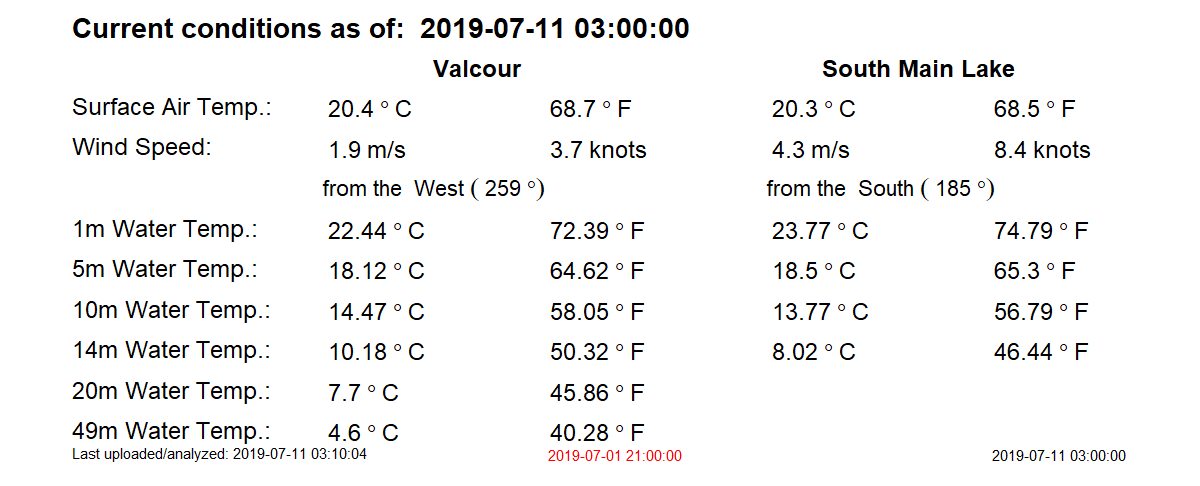 Current conditions as of: 2019-07-11 03:00:00
Valcour South Main Lake
Surface Air Temp.: 20.4 ° C 68.7 ° F 20.3 ° C 68.5 ° F
Wind Speed: 1.9 m/s 3.7 knots 4.3 m/s 8.4 knots
from the West ( 259 °) from the South ( 185 °)
1m Water Temp.: 22.44 ° C 72.39 ° F 23.77 ° C 74.79 ° F
5m Water Temp.: 18.12 ° C 64.62 ° F 18.5 ° C 65.3 ° F
10m Water Temp.: 14.47 ° C 58.05 ° F 13.77 ° C 56.79 ° F
14m Water Temp.: 10.18 ° C 50.32 ° F 8.02 ° C 46.44 ° F
20m Water Temp.: 7.7 ° C 45.86 ° F
49m Water Temp.: 4.6 ° C 40.28 ° F
Last uploaded/analyzed: 2019-07-11 03:10:04 2019-07-01 21:00:00 2019-07-11 03:00:00